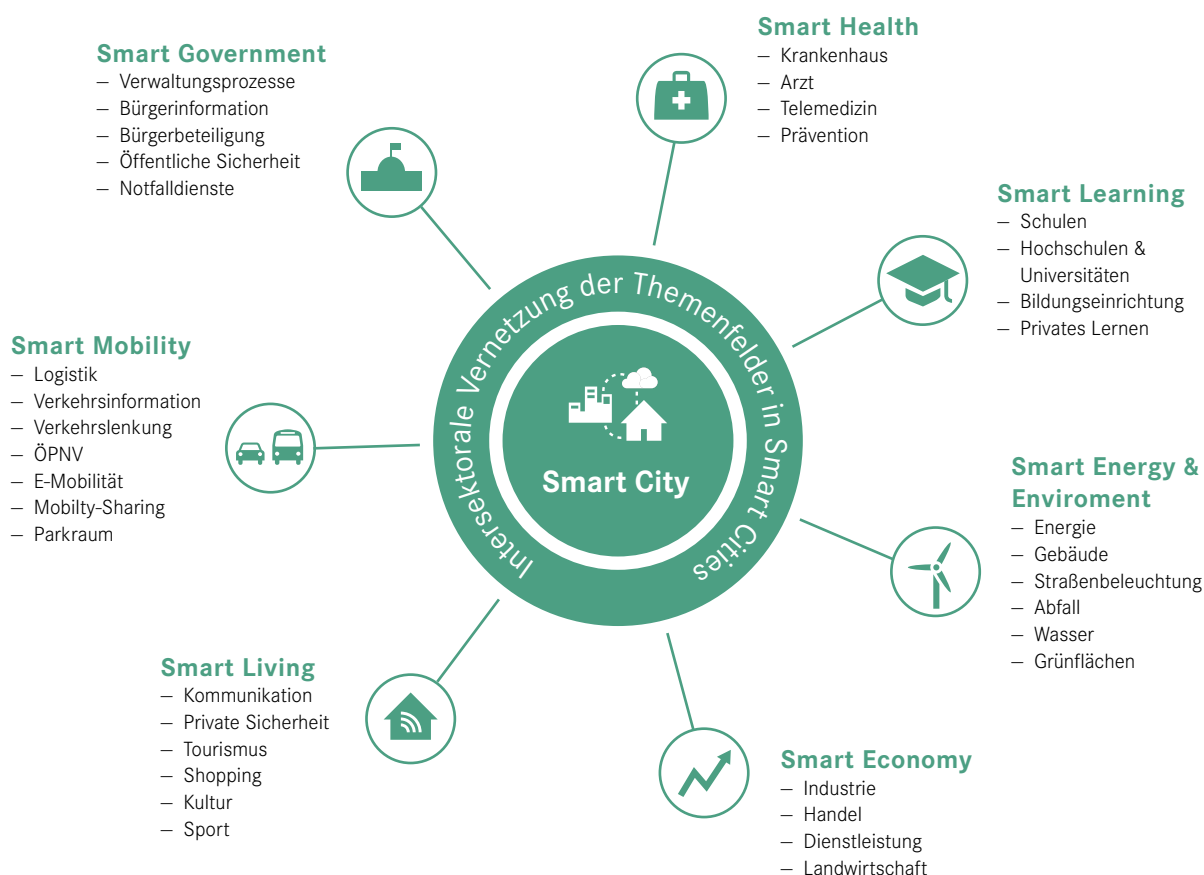 Smart Government
– Verwaltungsprozesse
– Bürgerinformation
– Bürgerbeteiligung
– Öffentliche Sicherheit
– Notfalldienste
Smart Health
– Krankenhaus
– Arzt
– Telemedizin
– Prävention
Smart Learning
– Schulen
– Hochschulen &
Universitäten
– Bildungseinrichtung
– Privates Lernen
Smart Mobility
– Logistik
– Verkehrsinformation
– Verkehrslenkung
– ÖPNV
– E-Mobilität
– Mobilty-Sharing
– Parkraum
Intersektorale Vernetzung der Themenfelder in Smart Cities
Smart City
Smart Energy &
Enviroment
– Energie
– Gebäude
– Straßenbeleuchtung
– Abfall
– Wasser
– Grünflächen
Smart Living
– Kommunikation
– Private Sicherheit
– Tourismus
– Shopping
– Kultur
– Sport
Smart Economy
– Industrie
– Handel
– Dienstleistung
– Landwirtschaft